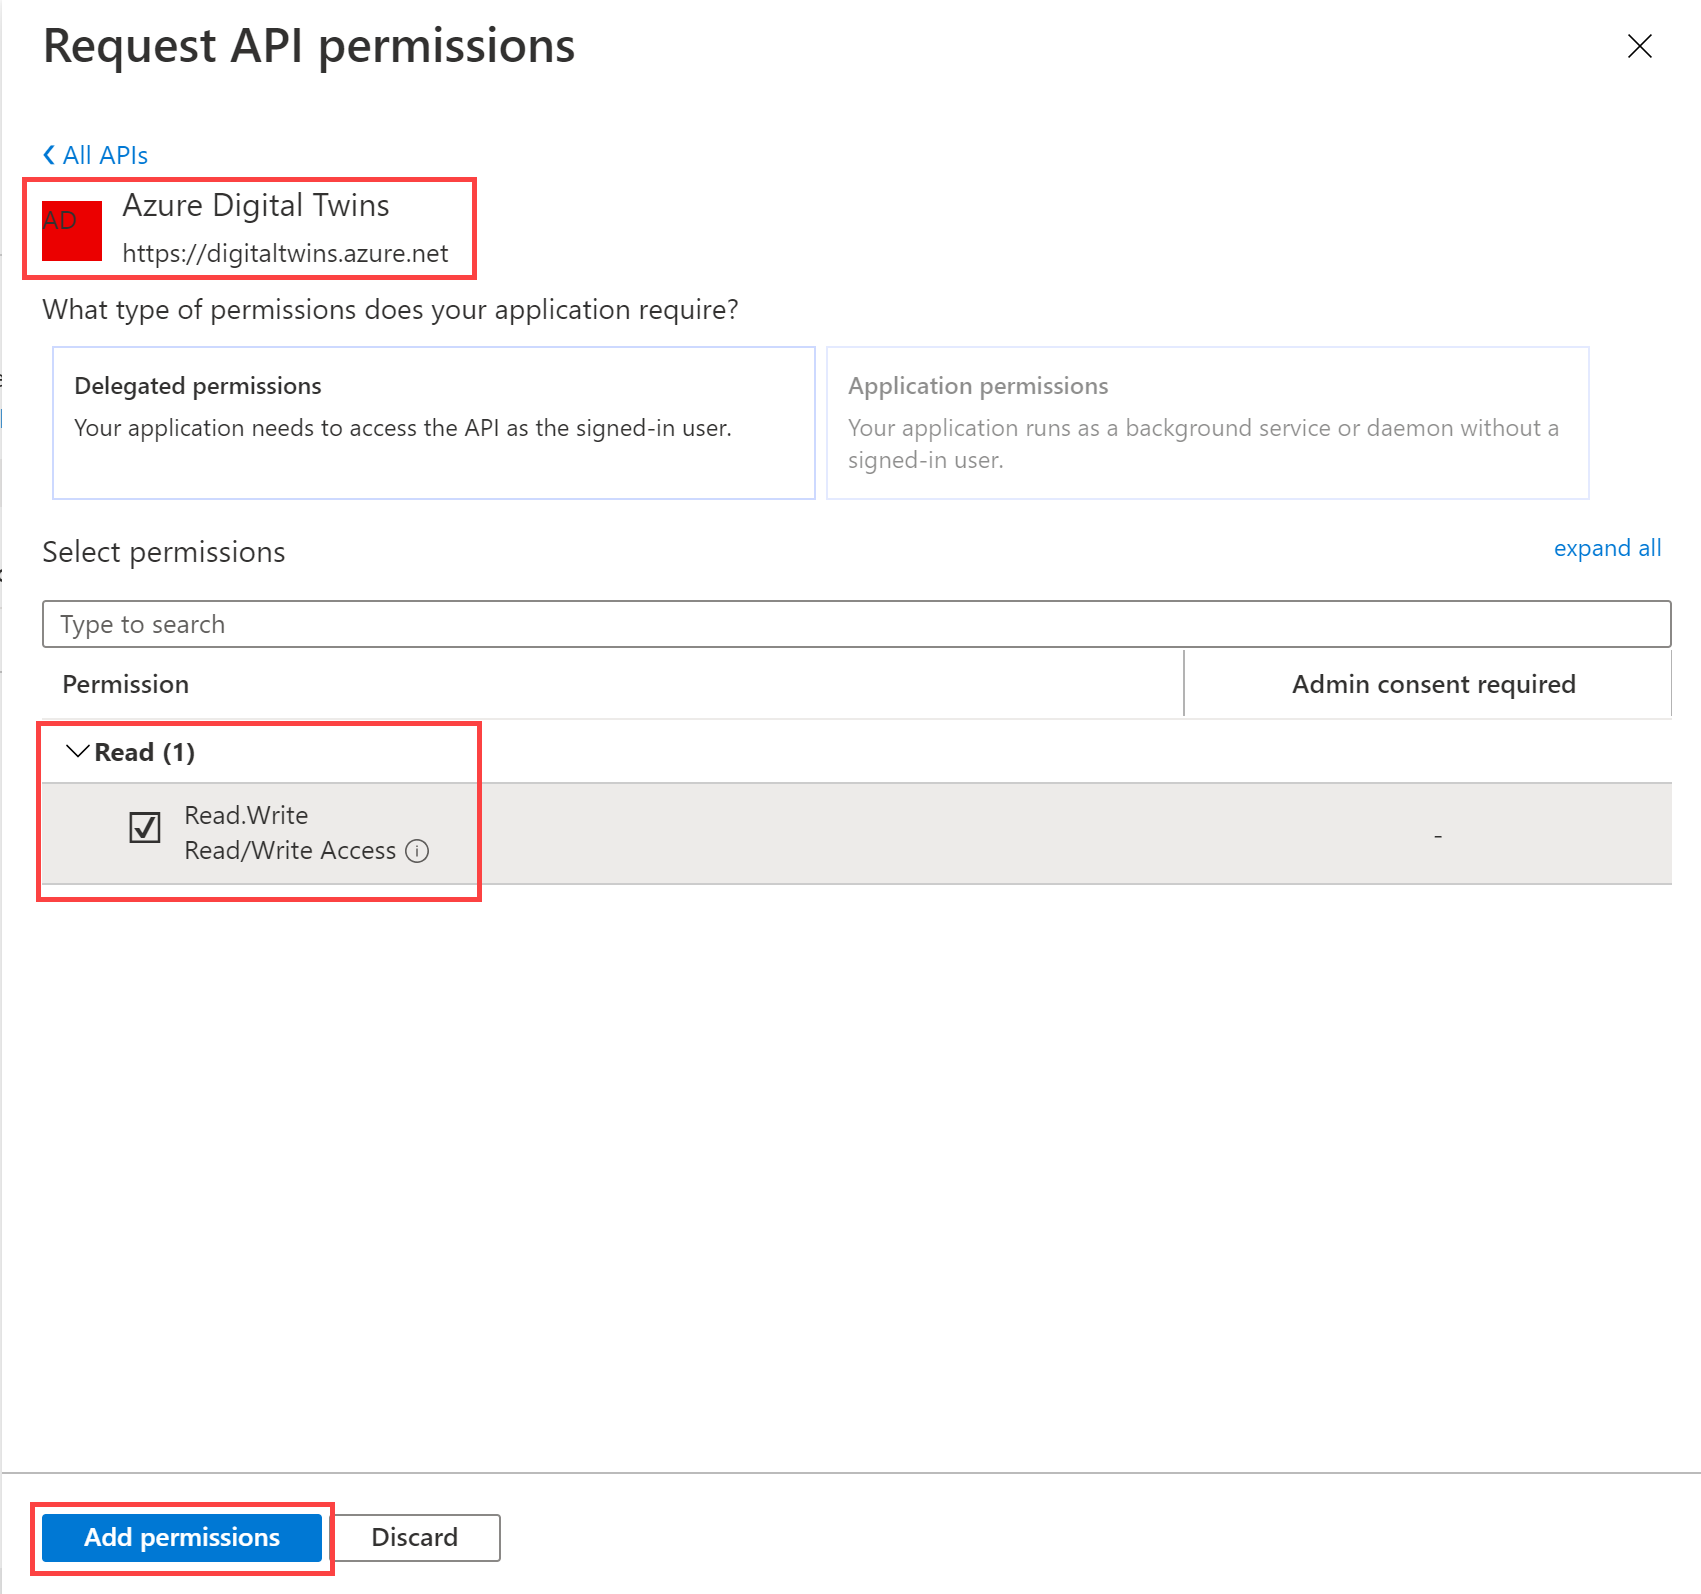 Request API permissions
All APIs
AD
Azure Digital Twins
https://digitaltwins.azure.net
What type of permissions does your application require?
Delegated permissions
Your application needs to access the API as the signed-in user.
Application permissions
Your application runs as a background service or daemon without a
signed-in user.
Select permissions
expand all
Type to search
Permission
Admin consent required
Read (1)
Read.Write
Read/Write Access
-
Add permissions
Discard